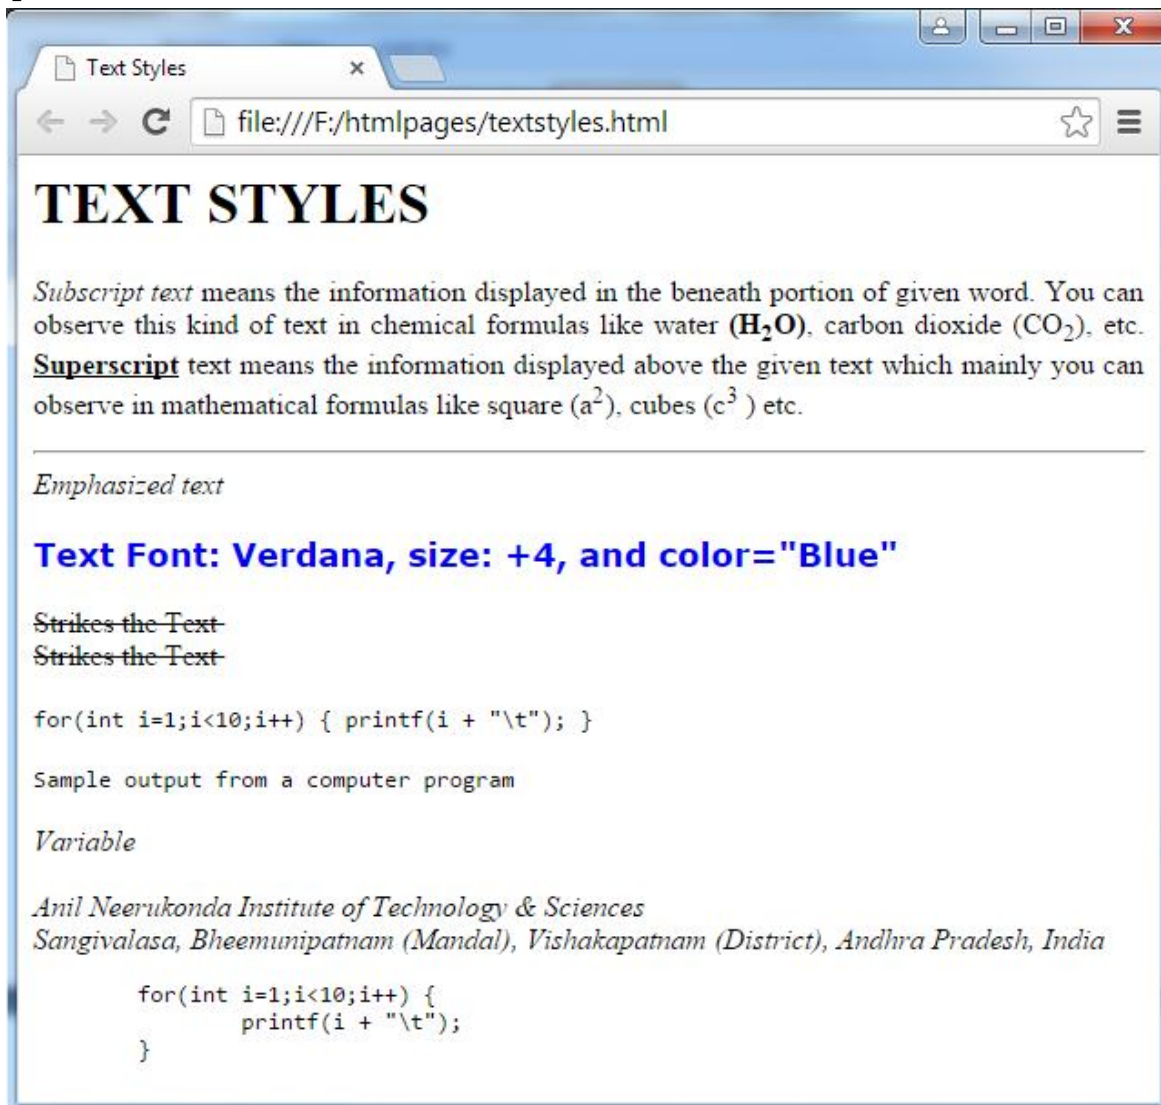 Text Styles
file:///F:/htmlpages/textstyles.html
TEXT STYLES
Subscript text means the information displayed in the beneath portion of given word. You can
observe this kind of text in chemical formulas like water (H₂O), carbon dioxide (CO₂), etc.
Superscript text means the information displayed above the given text which mainly you can
observe in mathematical formulas like square (a²), cubes (c³ ) etc.
Emphasized text
Text Font: Verdana, size: +4, and color="Blue"
Strikes the Text
Strikes the Text
for(int i=1;i<10;i++) { printf(i + "\t"); }
Sample output from a computer program
Variable
Anil Neerukonda Institute of Technology & Sciences
Sangivalasa, Bheemunipatnam (Mandal), Vishakapatnam (District), Andhra Pradesh, India
for(int i=1;i<10;i++) {
printf(i + "\t");
}